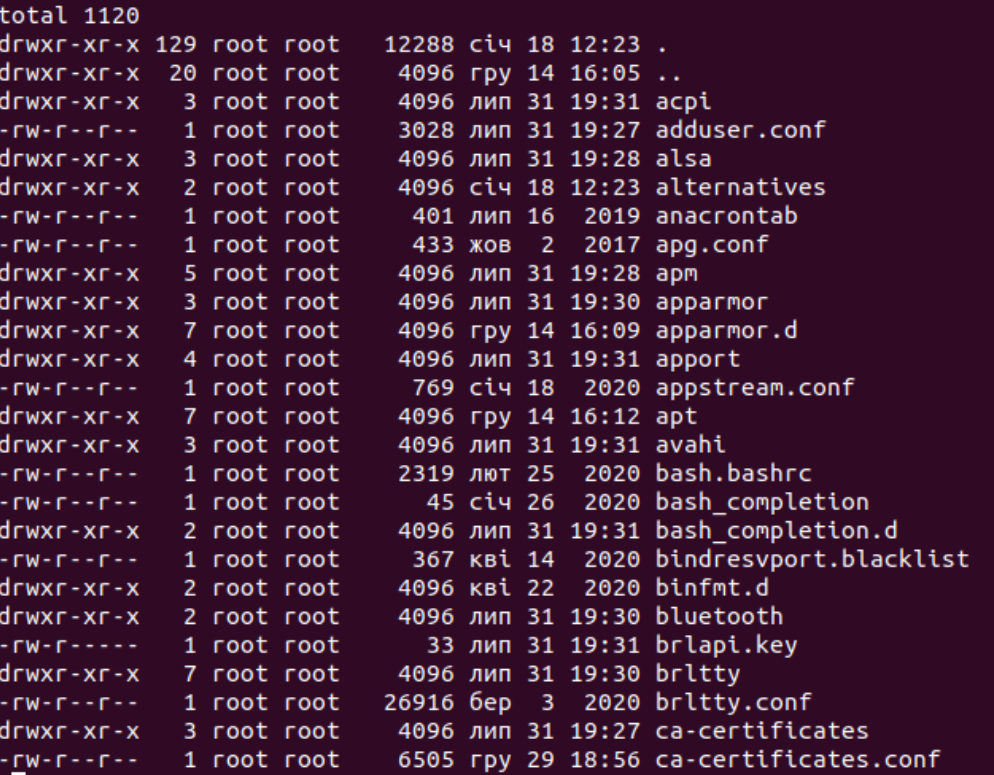 total 1120
drwxr-xr-x 129 root root   12288 січ 18 12:23 .
drwxr-xr-x  20 root root    4096 гру 14 16:05 ..
drwxr-xr-x   3 root root    4096 лип 31 19:31 acpi
-rw-r--r--   1 root root    3028 лип 31 19:27 adduser.conf
drwxr-xr-x   3 root root    4096 лип 31 19:28 alsa
drwxr-xr-x   2 root root    4096 січ 18 12:23 alternatives
-rw-r--r--   1 root root     401 лип 16  2019 anacrontab
-rw-r--r--   1 root root     433 жов  2  2017 apg.conf
drwxr-xr-x   5 root root    4096 лип 31 19:28 apm
drwxr-xr-x   3 root root    4096 лип 31 19:30 apparmor
drwxr-xr-x   7 root root    4096 гру 14 16:09 apparmor.d
drwxr-xr-x   4 root root    4096 лип 31 19:31 apport
-rw-r--r--   1 root root     769 січ 18  2020 appstream.conf
drwxr-xr-x   7 root root    4096 гру 14 16:12 apt
drwxr-xr-x   3 root root    4096 лип 31 19:31 avahi
-rw-r--r--   1 root root    2319 лют 25  2020 bash.bashrc
-rw-r--r--   1 root root      45 січ 26  2020 bash_completion
drwxr-xr-x   2 root root    4096 лип 31 19:31 bash_completion.d
-rw-r--r--   1 root root     367 кві 14  2020 bindresvport.blacklist
drwxr-xr-x   2 root root    4096 кві 22  2020 binfmt.d
drwxr-xr-x   2 root root    4096 лип 31 19:30 bluetooth
-rw-r-----   1 root root      33 лип 31 19:31 brlapi.key
drwxr-xr-x   7 root root    4096 лип 31 19:30 brltty
-rw-r--r--   1 root root   26916 бер  3  2020 brltty.conf
drwxr-xr-x   3 root root    4096 лип 31 19:27 ca-certificates
-rw-r--r--   1 root root    6505 гру 29 18:56 ca-certificates.conf